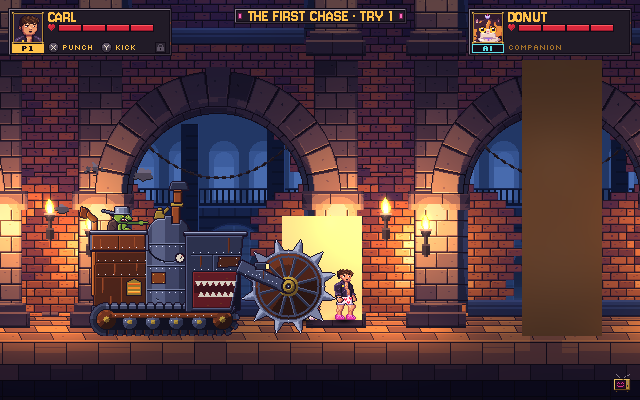 CARL
THE FIRST CHASE · TRY 1
DONUT
P1
X PUNCH Y KICK
AI
COMPANION